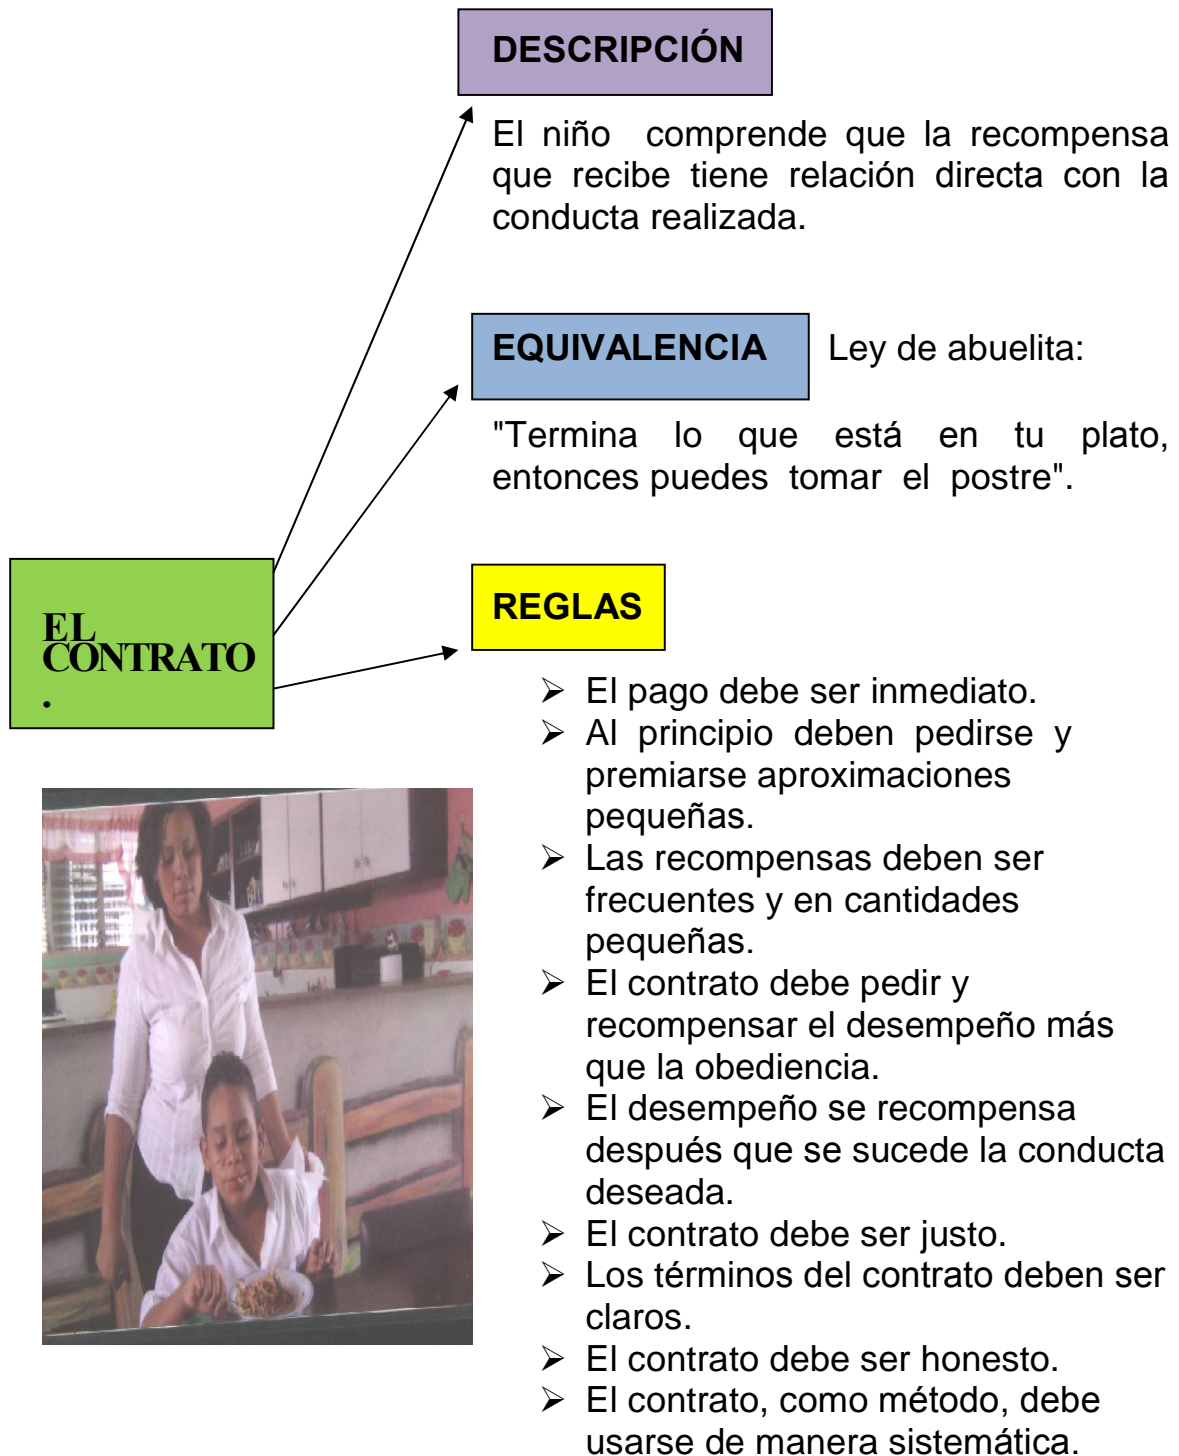 DESCRIPCIÓN
El niño comprende que la recompensa
que recibe tiene relación directa con la
conducta realizada.
EQUIVALENCIA Ley de abuelita:
"Termina lo que está en tu plato,
entonces puedes tomar el postre".
EL
CONTRATO
.
REGLAS
➢ El pago debe ser inmediato.
➢ Al principio deben pedirse y
premiarse aproximaciones
pequeñas.
➢ Las recompensas deben ser
frecuentes y en cantidades
pequeñas.
➢ El contrato debe pedir y
recompensar el desempeño más
que la obediencia.
➢ El desempeño se recompensa
después que se sucede la conducta
deseada.
➢ El contrato debe ser justo.
➢ Los términos del contrato deben ser
claros.
➢ El contrato debe ser honesto.
➢ El contrato, como método, debe
usarse de manera sistemática.